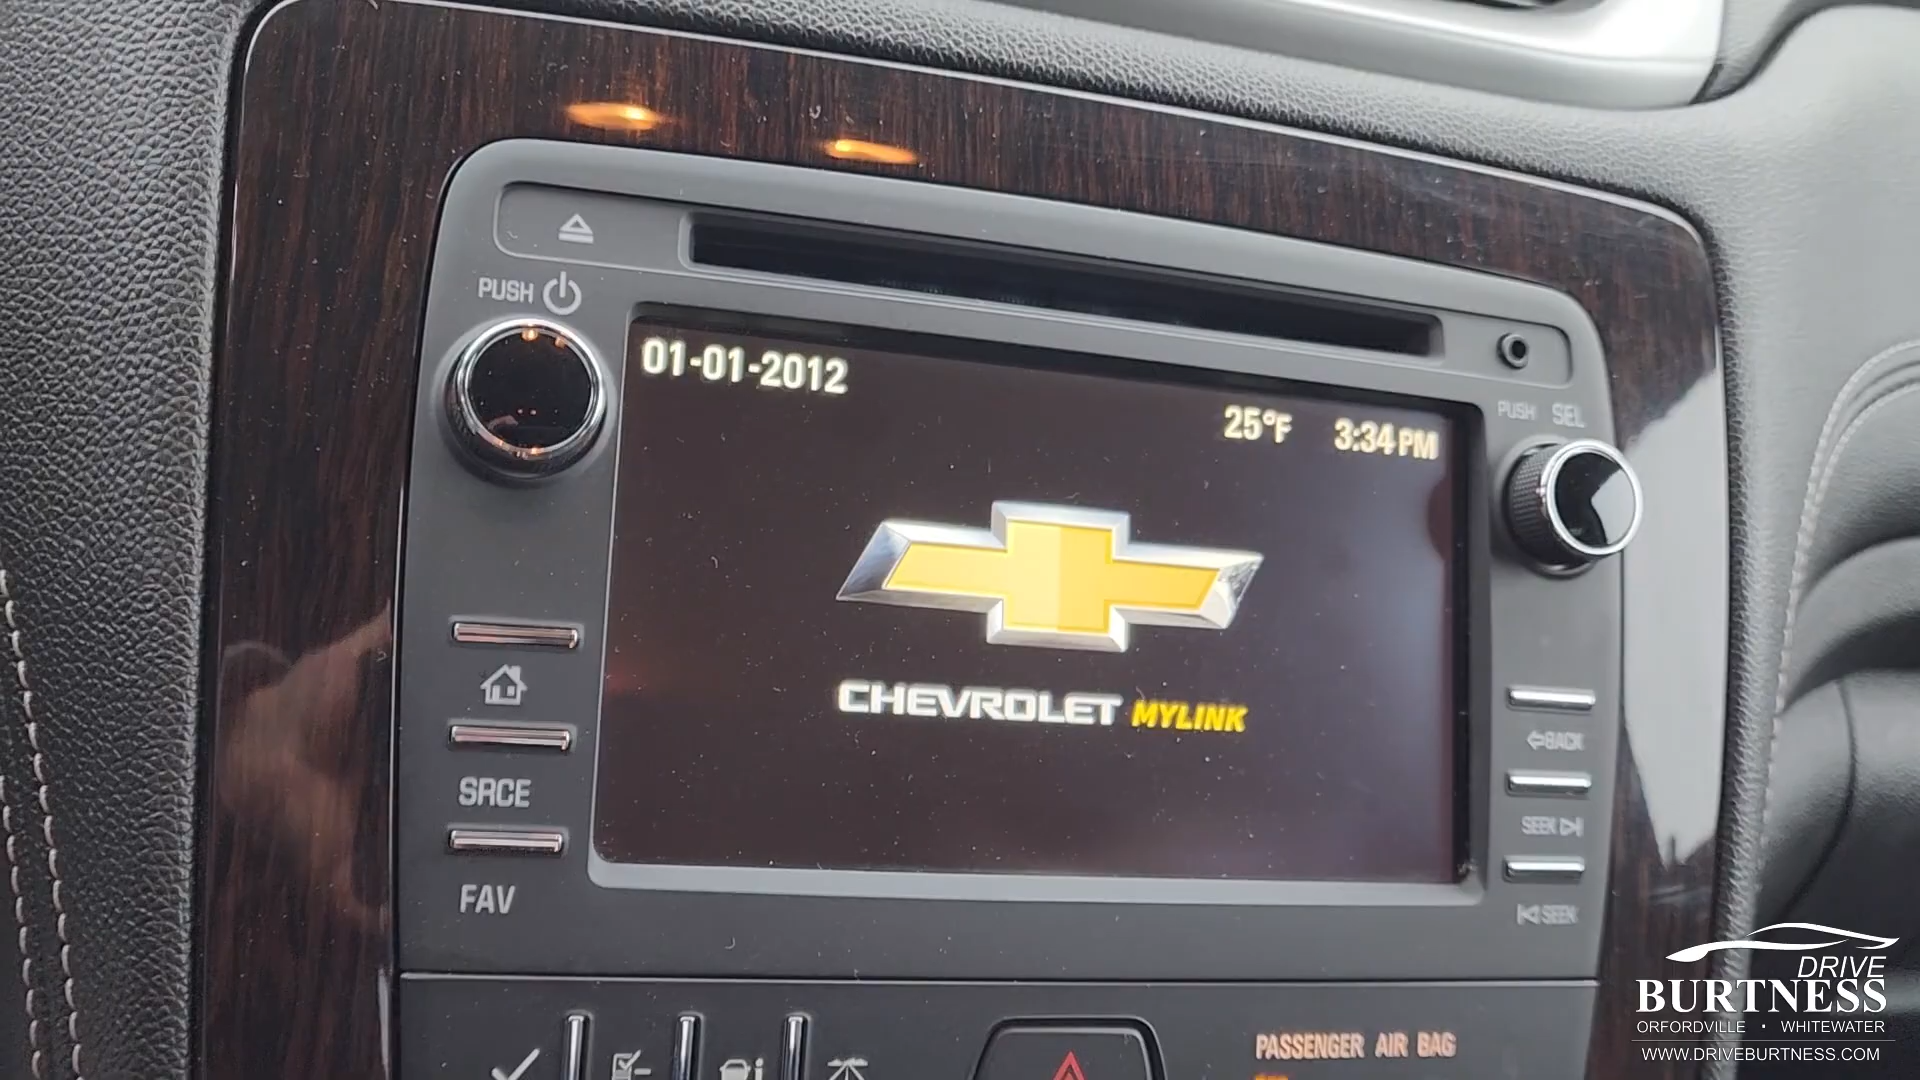 PUSH
01-01-2012
25°F 3:34 PM
PUSH SEL
CHEVROLET MYLINK
BACK
SRCE
SEEK
FAV
SEEK
PASSENGER AIR BAG
DRIVE
BURTNESS
ORFORDVILLE • WHITEWATER
WWW.DRIVEBURTNESS.COM